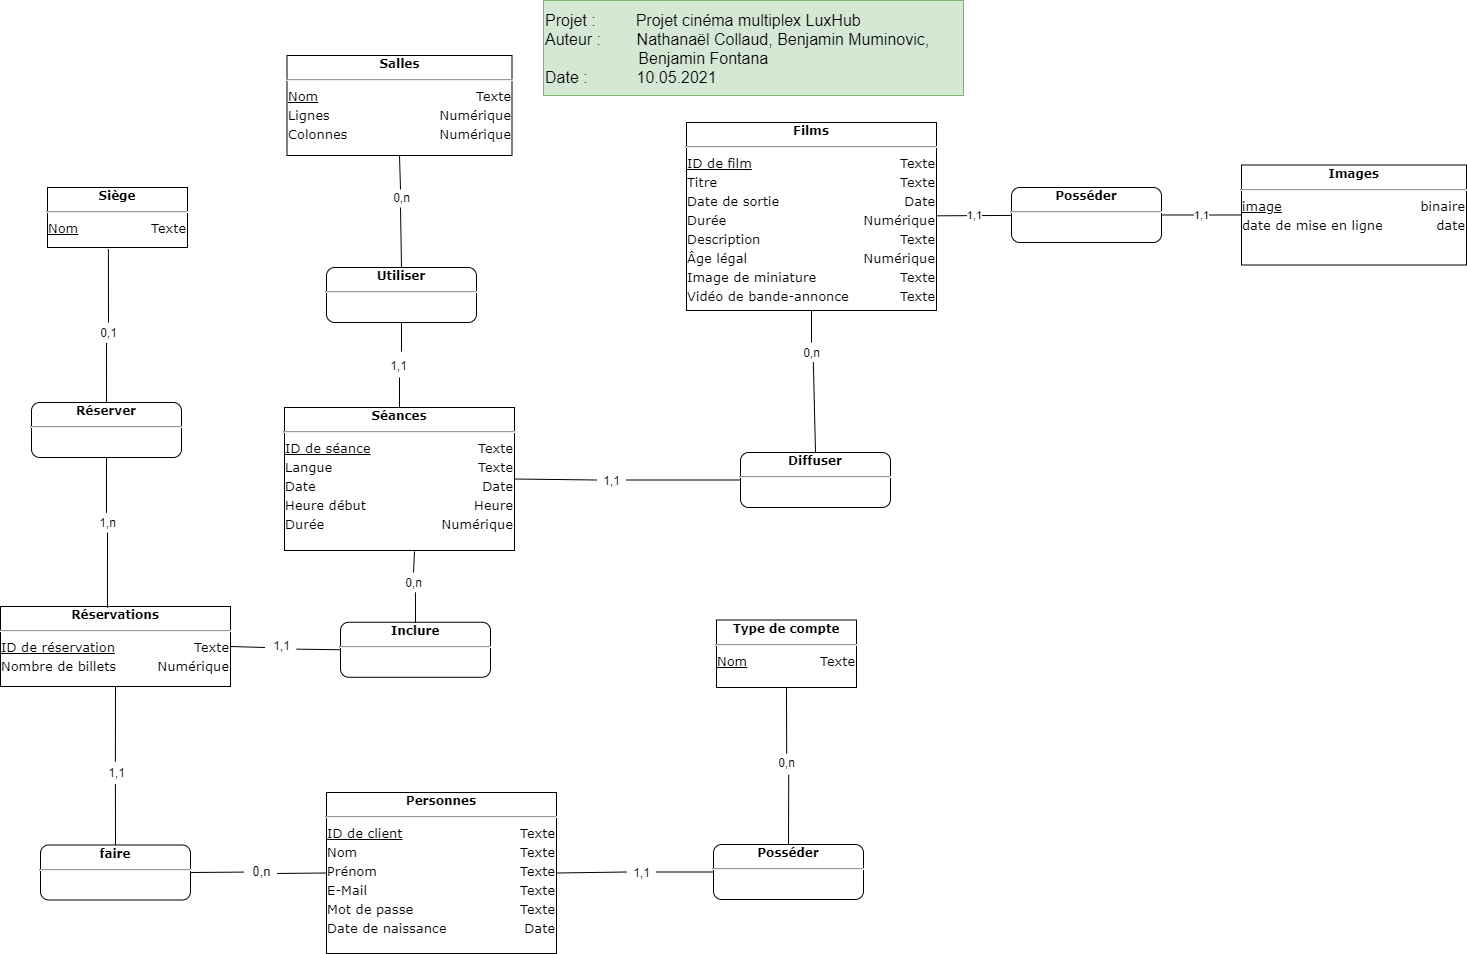 Projet : Projet cinéma multiplex LuxHub
Auteur : Nathanaël Collaud, Benjamin Muminovic,
Benjamin Fontana
Date : 10.05.2021
Salles
Nom Texte
Lignes Numérique
Colonnes Numérique
0,n
Utiliser
1,1
Films
ID de film Texte
Titre Texte
Date de sortie Date
Durée Numérique
Description Texte
Âge légal Numérique
Image de miniature Texte
Vidéo de bande-annonce Texte
1,1
Posséder
1,1
Images
image binaire
date de mise en ligne date
Siège
Nom Texte
0,1
Réserver
1,n
Séances
ID de séance Texte
Langue Texte
Date Date
Heure début Heure
Durée Numérique
1,1
Diffuser
0,n
0,n
Inclure
1,1
Réservations
ID de réservation Texte
Nombre de billets Numérique
1,1
faire
0,n
Personnes
ID de client Texte
Nom Texte
Prénom Texte
E-Mail Texte
Mot de passe Texte
Date de naissance Date
1,1
Posséder
0,n
Type de compte
Nom Texte